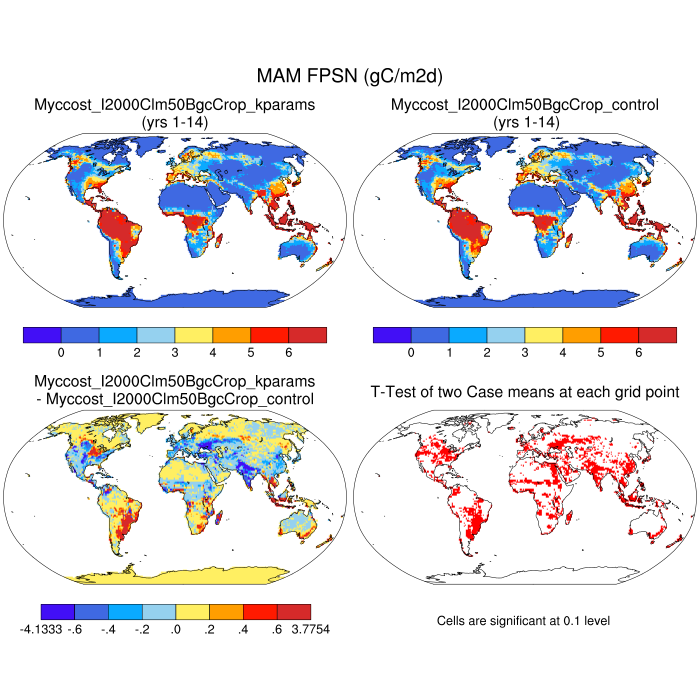 MAM FPSN (gC/m2d)
Myccost_I2000Clm50BgcCrop_kparams
(yrs 1-14)
Myccost_I2000Clm50BgcCrop_control
(yrs 1-14)
0 1 2 3 4 5 6
0 1 2 3 4 5 6
Myccost_I2000Clm50BgcCrop_kparams
- Myccost_I2000Clm50BgcCrop_control
T-Test of two Case means at each grid point
-4.1333 -.6 -.4 -.2 .0 .2 .4 .6 3.7754
Cells are significant at 0.1 level